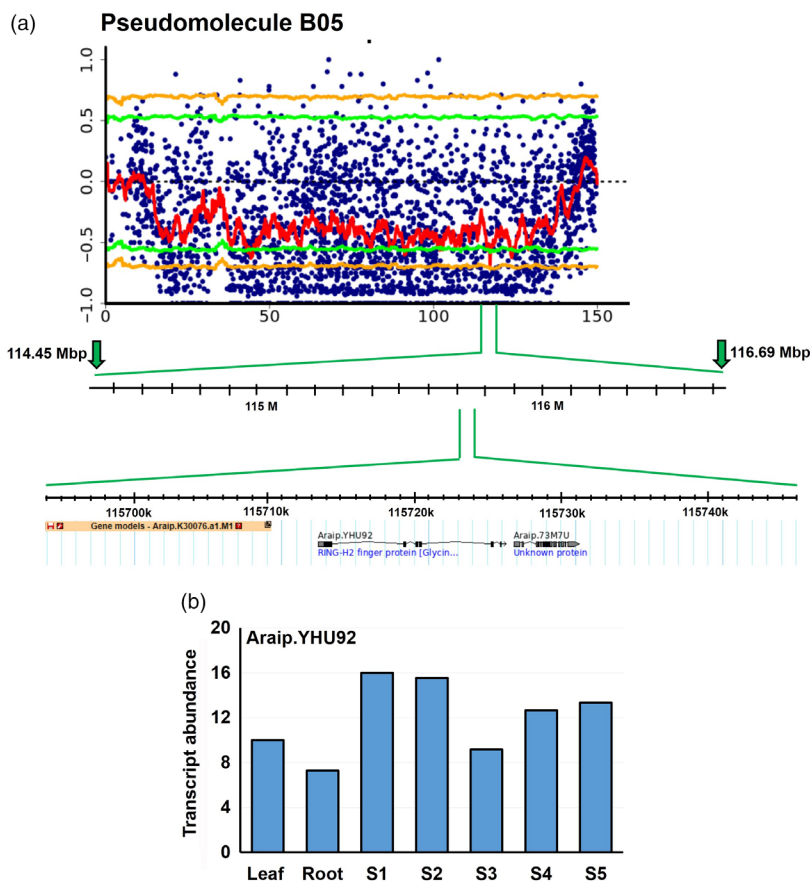 (a)
Pseudomolecule B05
1.0
0.5
0.0
−0.5
−1.0
0 50 100 150
114.45 Mbp 116.69 Mbp
115 M 116 M
115700k 115710k 115720k 115730k 115740k
Gene models - Araip.K30076.a1.M1
Araip.YHU92 Araip.73M7U
RING-H2 finger protein [Glycin... Unknown protein
(b)
Araip.YHU92
Transcript abundance
20
16
12
8
4
0
Leaf Root S1 S2 S3 S4 S5